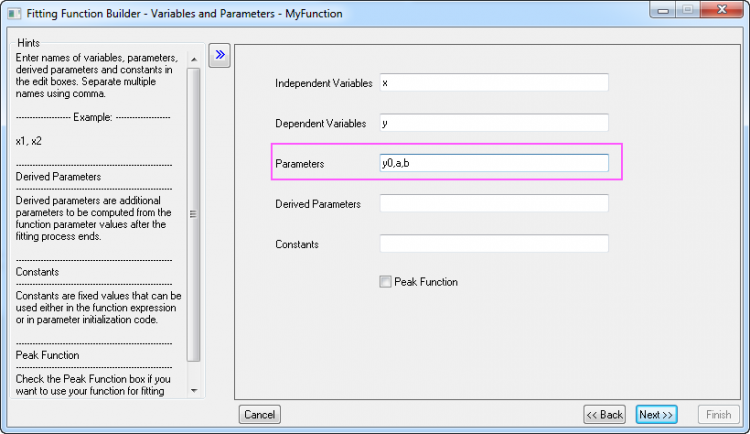 Fitting Function Builder - Variables and Parameters - MyFunction
Hints
Enter names of variables, parameters,
derived parameters and constants in
the edit boxes. Separate multiple
names using comma.
-------------------- Example: --------------------
x1, x2
---------------------------------------------------------
Derived Parameters
---------------------------------------------------------
Derived parameters are additional
parameters to be computed from the
function parameter values after the
fitting process ends.
---------------------------------------------------------
Constants
---------------------------------------------------------
Constants are fixed values that can be
used either in the function expression
or in parameter initialization code.
---------------------------------------------------------
Peak Function
---------------------------------------------------------
Check the Peak Function box if you
want to use your function for fitting
Independent Variables x
Dependent Variables y
Parameters y0,a,b
Derived Parameters
Constants
Peak Function
Cancel
<< Back
Next >>
Finish